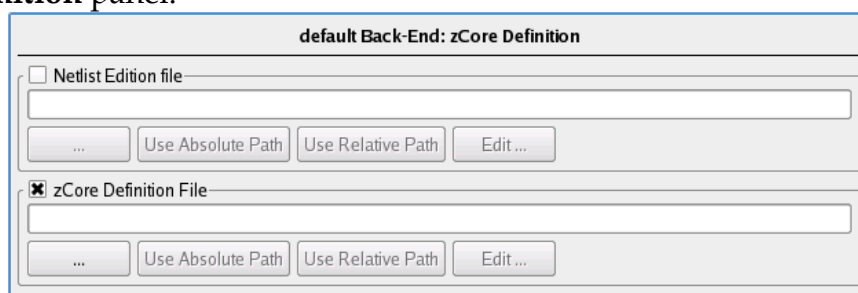 panel.
default Back-End: zCore Definition
Netlist Edition file
... Use Absolute Path Use Relative Path Edit ...
zCore Definition File
... Use Absolute Path Use Relative Path Edit ...